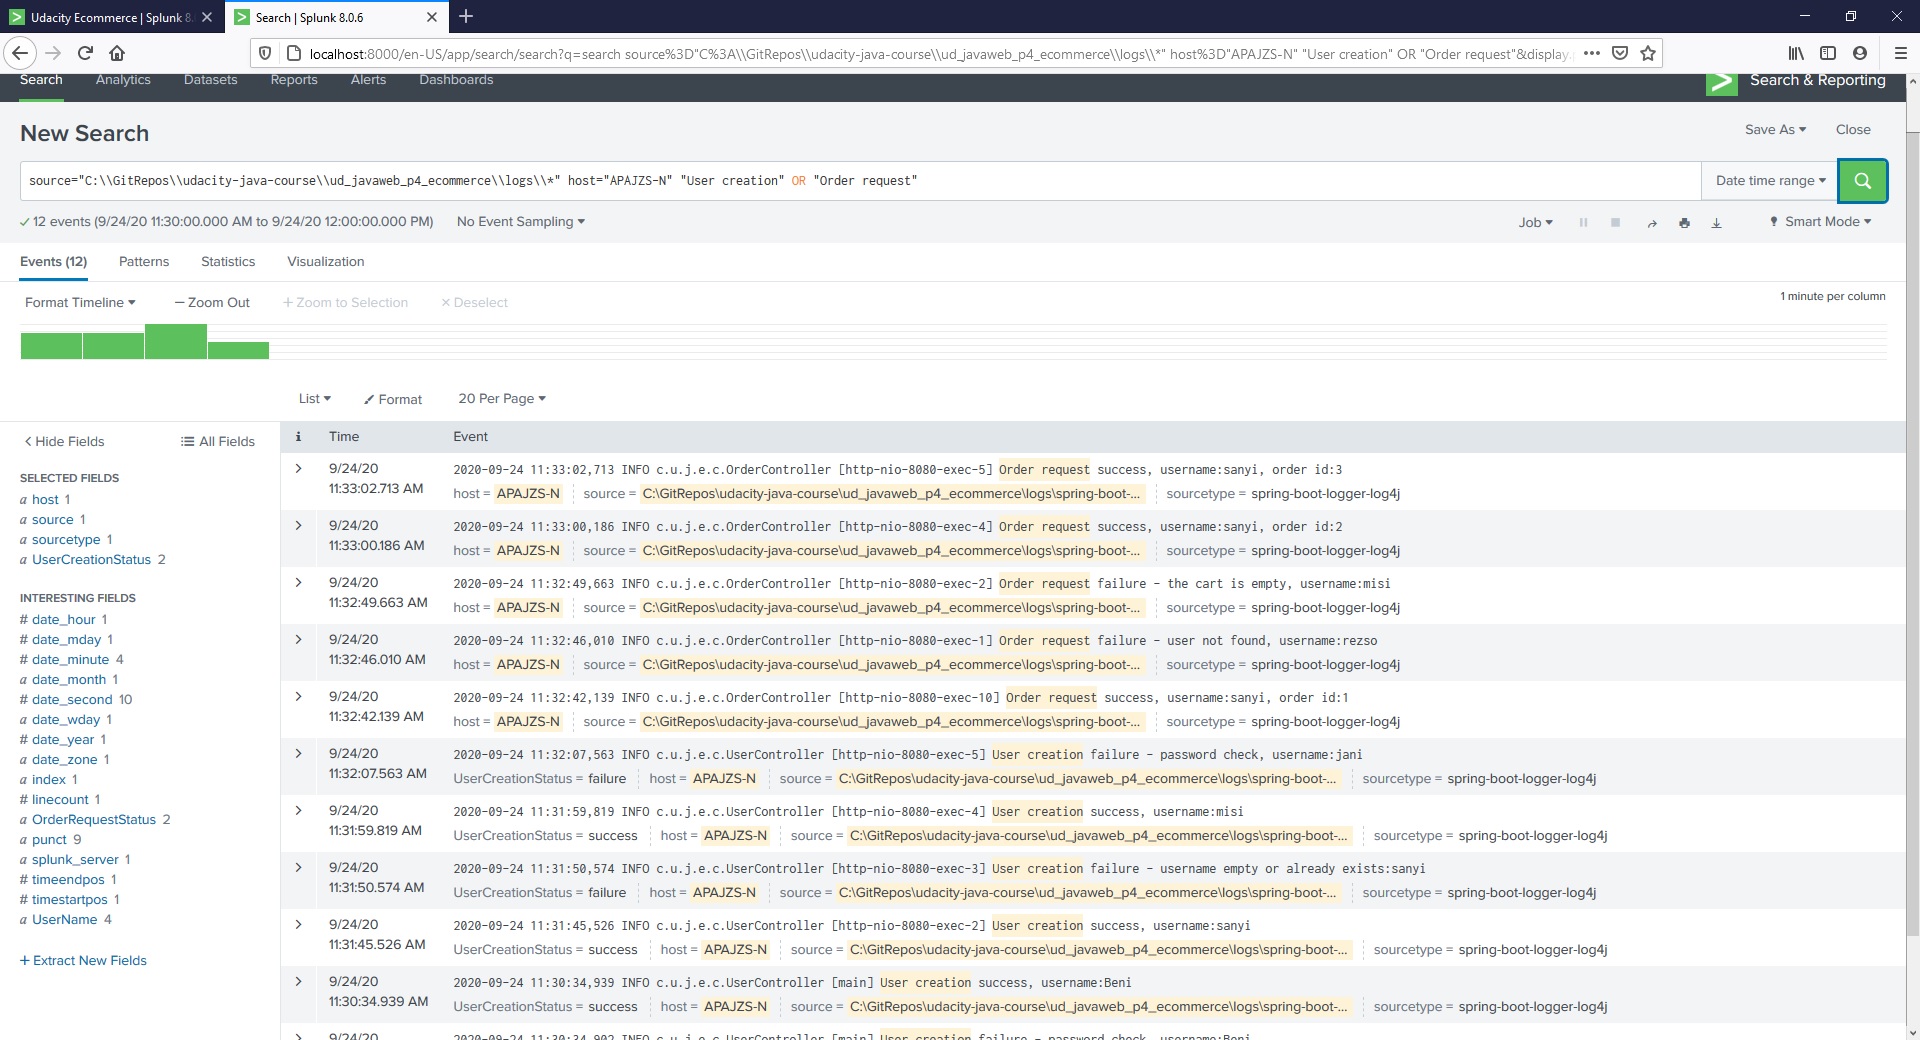 Udacity Ecommerce | Splunk 8.
Search | Splunk 8.0.6
localhost:8000/en-US/app/search/search?q=search source%3D"C%3A\\GitRepos\\udacity-java-course\\ud_javaweb_p4_ecommerce\\logs\\*" host%3D"APAJZS-N" "User creation" OR "Order request"&display.
Search Analytics Datasets Reports Alerts Dashboards > Search & Reporting
New Search
Save As Close
source="C:\\GitRepos\\udacity-java-course\\ud_javaweb_p4_ecommerce\\logs\\*" host="APAJZS-N" "User creation" OR "Order request"
Date time range
12 events (9/24/20 11:30:00.000 AM to 9/24/20 12:00:00.000 PM) No Event Sampling
Job Smart Mode
Events (12) Patterns Statistics Visualization
Format Timeline — Zoom Out + Zoom to Selection × Deselect
1 minute per column
List Format 20 Per Page
< Hide Fields All Fields
SELECTED FIELDS
a host 1
a source 1
a sourcetype 1
a UserCreationStatus 2
INTERESTING FIELDS
# date_hour 1
# date_mday 1
# date_minute 4
a date_month 1
# date_second 10
a date_wday 1
# date_year 1
a date_zone 1
a index 1
# linecount 1
a OrderRequestStatus 2
a punct 9
a splunk_server 1
# timeendpos 1
# timestartpos 1
a UserName 4
+ Extract New Fields
i Time Event
9/24/20
11:33:02.713 AM
2020-09-24 11:33:02,713 INFO c.u.j.e.c.OrderController [http-nio-8080-exec-5] Order request success, username:sanyi, order id:3
host = APAJZS-N source = C:\GitRepos\udacity-java-course\ud_javaweb_p4_ecommerce\logs\spring-boot-... sourcetype = spring-boot-logger-log4j
9/24/20
11:33:00.186 AM
2020-09-24 11:33:00,186 INFO c.u.j.e.c.OrderController [http-nio-8080-exec-4] Order request success, username:sanyi, order id:2
host = APAJZS-N source = C:\GitRepos\udacity-java-course\ud_javaweb_p4_ecommerce\logs\spring-boot-... sourcetype = spring-boot-logger-log4j
9/24/20
11:32:49.663 AM
2020-09-24 11:32:49,663 INFO c.u.j.e.c.OrderController [http-nio-8080-exec-2] Order request failure - the cart is empty, username:misi
host = APAJZS-N source = C:\GitRepos\udacity-java-course\ud_javaweb_p4_ecommerce\logs\spring-boot-... sourcetype = spring-boot-logger-log4j
9/24/20
11:32:46.010 AM
2020-09-24 11:32:46,010 INFO c.u.j.e.c.OrderController [http-nio-8080-exec-1] Order request failure - user not found, username:rezso
host = APAJZS-N source = C:\GitRepos\udacity-java-course\ud_javaweb_p4_ecommerce\logs\spring-boot-... sourcetype = spring-boot-logger-log4j
9/24/20
11:32:42.139 AM
2020-09-24 11:32:42,139 INFO c.u.j.e.c.OrderController [http-nio-8080-exec-10] Order request success, username:sanyi, order id:1
host = APAJZS-N source = C:\GitRepos\udacity-java-course\ud_javaweb_p4_ecommerce\logs\spring-boot-... sourcetype = spring-boot-logger-log4j
9/24/20
11:32:07.563 AM
2020-09-24 11:32:07,563 INFO c.u.j.e.c.UserController [http-nio-8080-exec-5] User creation failure - password check, username:jani
UserCreationStatus = failure host = APAJZS-N source = C:\GitRepos\udacity-java-course\ud_javaweb_p4_ecommerce\logs\spring-boot-... sourcetype = spring-boot-logger-log4j
9/24/20
11:31:59.819 AM
2020-09-24 11:31:59,819 INFO c.u.j.e.c.UserController [http-nio-8080-exec-4] User creation success, username:misi
UserCreationStatus = success host = APAJZS-N source = C:\GitRepos\udacity-java-course\ud_javaweb_p4_ecommerce\logs\spring-boot-... sourcetype = spring-boot-logger-log4j
9/24/20
11:31:50.574 AM
2020-09-24 11:31:50,574 INFO c.u.j.e.c.UserController [http-nio-8080-exec-3] User creation failure - username empty or already exists:sanyi
UserCreationStatus = failure host = APAJZS-N source = C:\GitRepos\udacity-java-course\ud_javaweb_p4_ecommerce\logs\spring-boot-... sourcetype = spring-boot-logger-log4j
9/24/20
11:31:45.526 AM
2020-09-24 11:31:45,526 INFO c.u.j.e.c.UserController [http-nio-8080-exec-2] User creation success, username:sanyi
UserCreationStatus = success host = APAJZS-N source = C:\GitRepos\udacity-java-course\ud_javaweb_p4_ecommerce\logs\spring-boot-... sourcetype = spring-boot-logger-log4j
9/24/20
11:30:34.939 AM
2020-09-24 11:30:34,939 INFO c.u.j.e.c.UserController [main] User creation success, username:Beni
UserCreationStatus = success host = APAJZS-N source = C:\GitRepos\udacity-java-course\ud_javaweb_p4_ecommerce\logs\spring-boot-... sourcetype = spring-boot-logger-log4j
9/24/20
2020-09-24 11:30:34,902 INFO c.u.j.e.c.UserController [main] User creation failure - password check, username:Beni